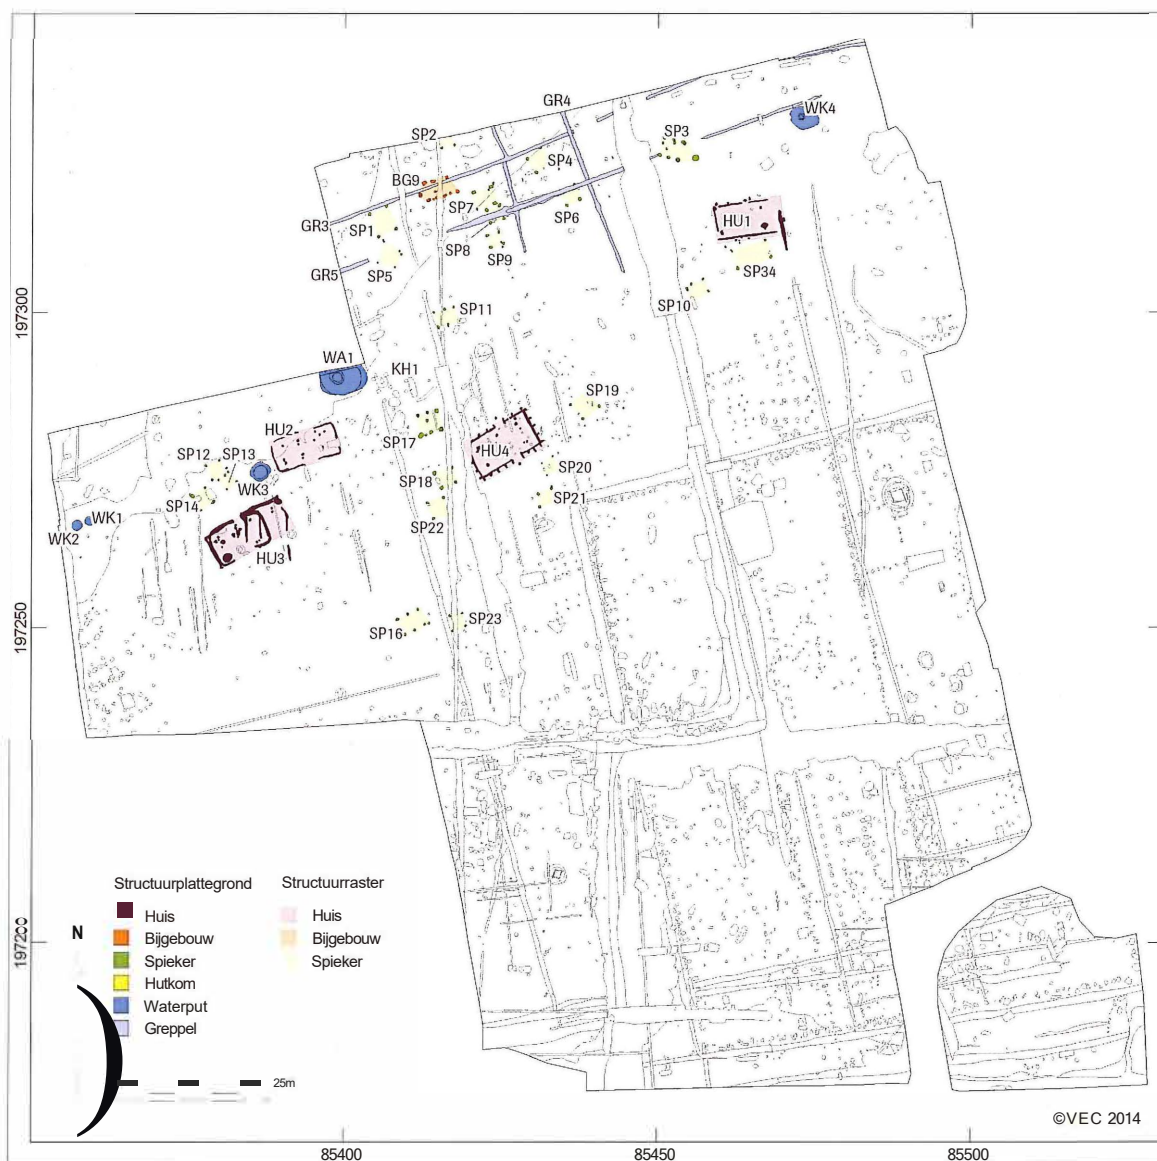 GR4
WK4
SP2
SP3
SP4
BG9
SP7
SP6
GR3
SP1
HU1
SP8
SP9
GR5
SP5
SP34
SP10
197300
SP11
WA1
KH1
SP19
HU2
SP17
HU4
SP12
SP13
SP20
SP18
WK3
SP14
SP21
WK1
SP22
WK2
HU3
197250
SP16
SP23
Structuurplattegrond
Huis
Bijgebouw
Spieker
Hutkom
Waterput
Greppel
Structuurraster
Huis
Bijgebouw
Spieker
N
197200
25m
©VEC 2014
85400
85450
85500